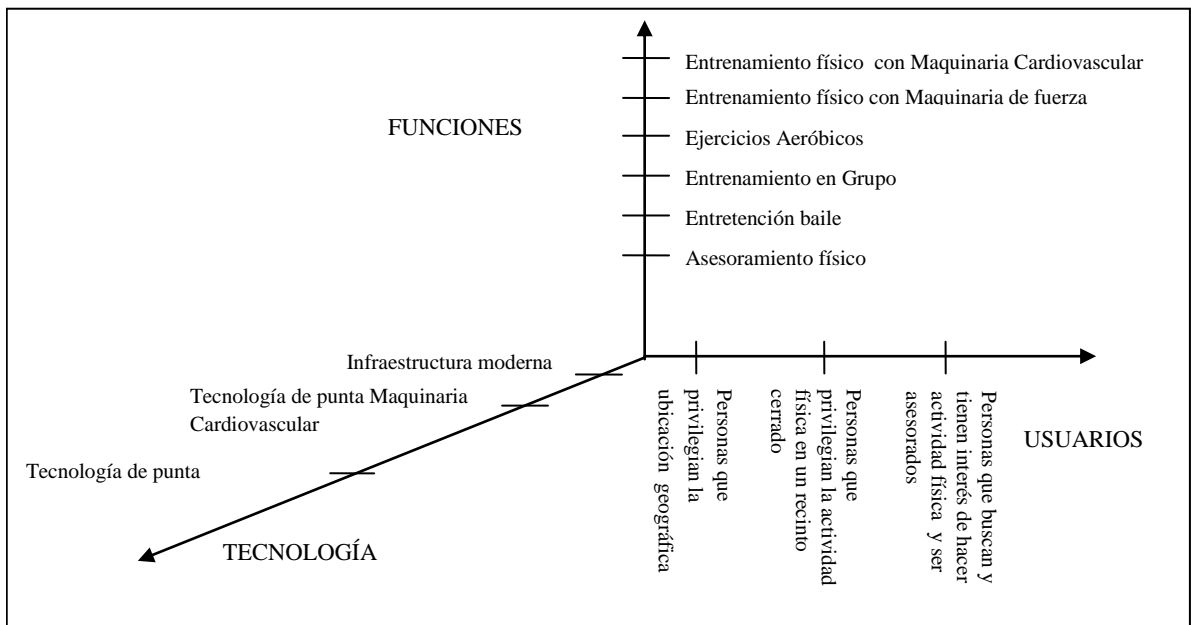 Entrenamiento físico con Maquinaria Cardiovascular
Entrenamiento físico con Maquinaria de fuerza
FUNCIONES
Ejercicios Aeróbicos
Entrenamiento en Grupo
Entretención baile
Asesoramiento físico
Infraestructura moderna
Tecnología de punta Maquinaria
Cardiovascular
Tecnología de punta
TECNOLOGÍA
Personas que
privilegian la
ubicación geográfica
Personas que
privilegian la actividad
física en un recinto
cerrado
Personas que buscan y
tienen interés de hacer
actividad física y ser
asesorados
USUARIOS